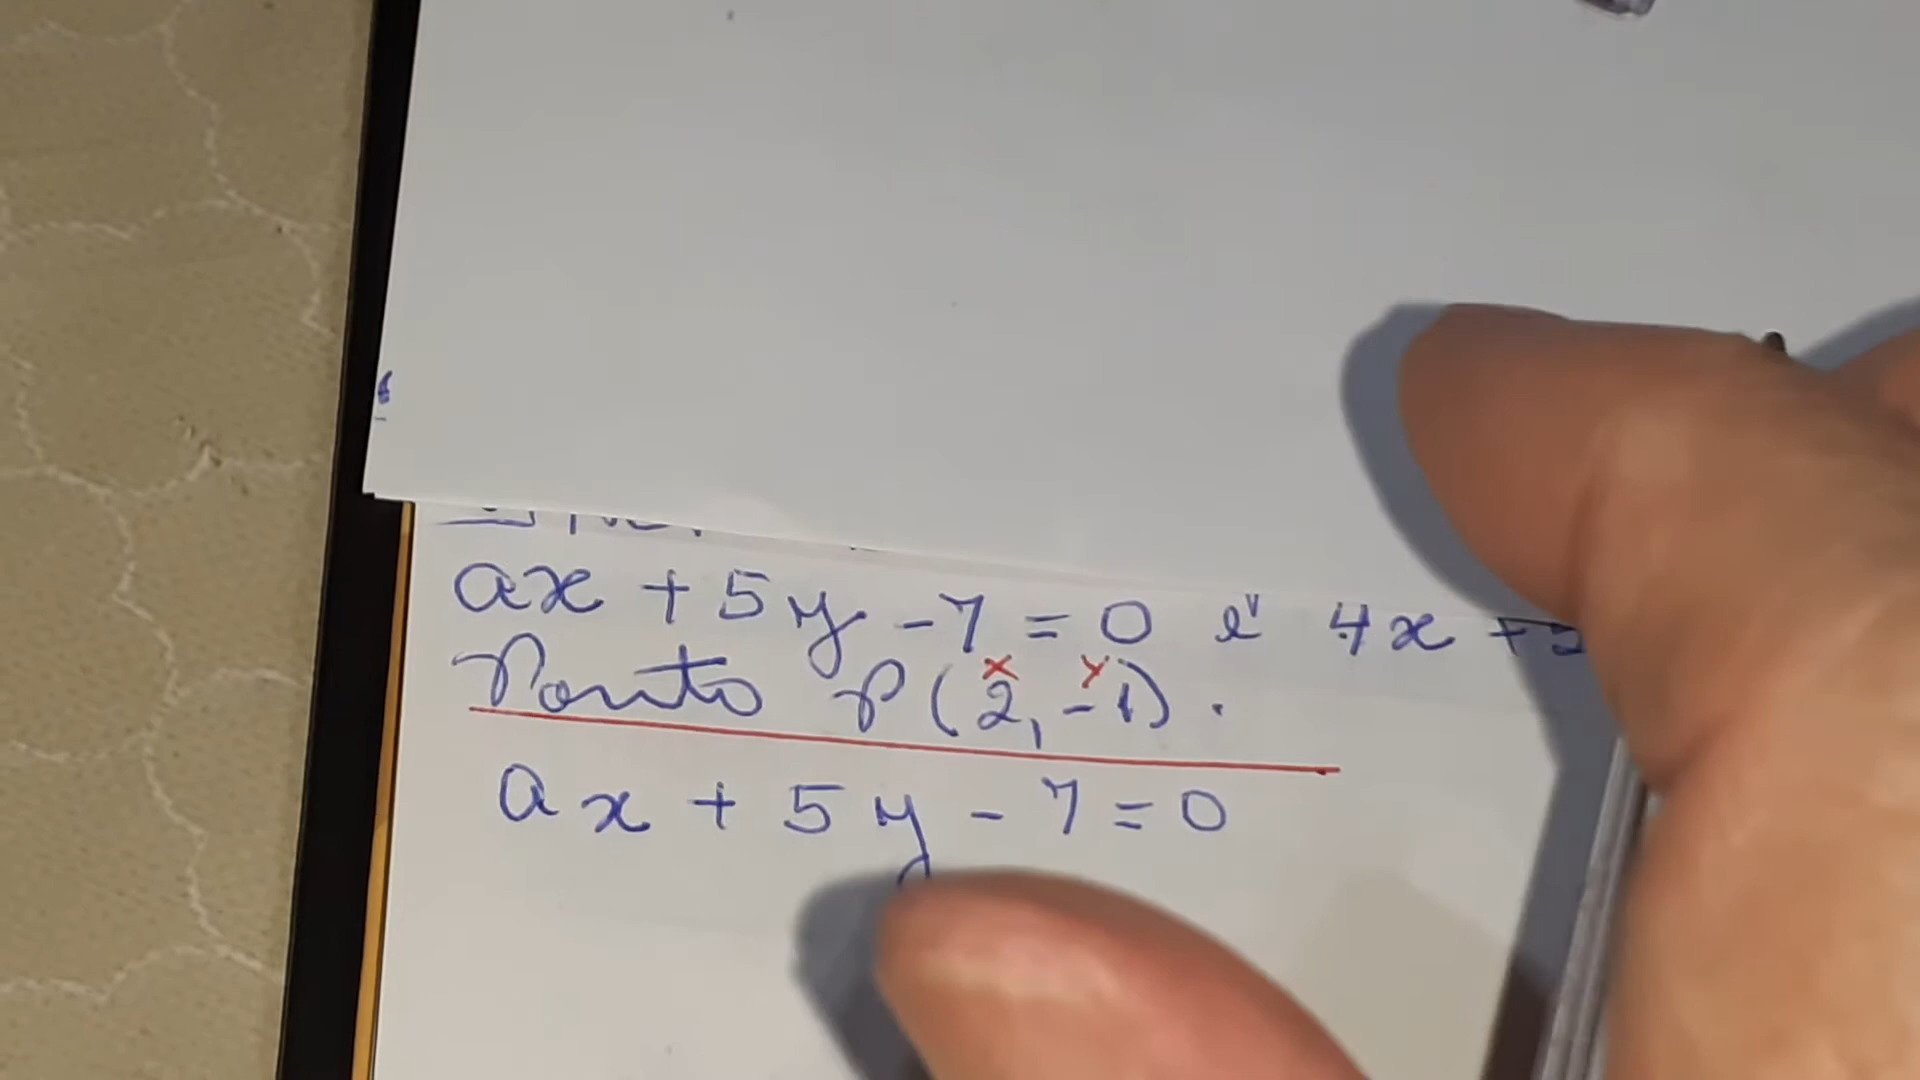 ax + 5y - 7 = 0 e 4x +
Ponto P(2, -1).
x y
ax + 5y - 7 = 0